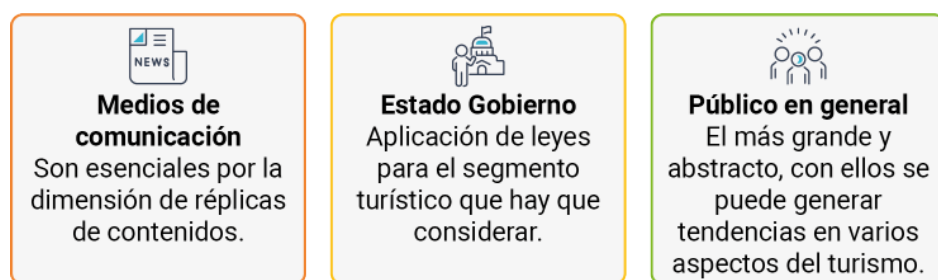 NEWS
Medios de
comunicación
Son esenciales por la
dimensión de réplicas
de contenidos.
Estado Gobierno
Aplicación de leyes
para el segmento
turístico que hay que
considerar.
Público en general
El más grande y
abstracto, con ellos se
puede generar
tendencias en varios
aspectos del turismo.